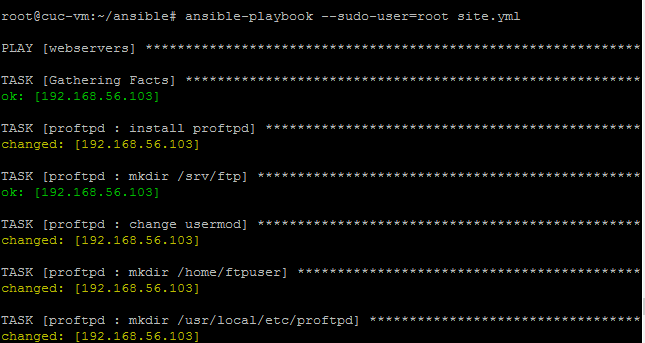 root@cuc-vm:~/ansible# ansible-playbook --sudo-user=root site.yml
PLAY [webservers] **************************************************************
TASK [Gathering Facts] *********************************************************
ok: [192.168.56.103]
TASK [proftpd : install proftpd] ***********************************************
changed: [192.168.56.103]
TASK [proftpd : mkdir /srv/ftp] ************************************************
ok: [192.168.56.103]
TASK [proftpd : change usermod] ************************************************
changed: [192.168.56.103]
TASK [proftpd : mkdir /home/ftpuser] *******************************************
changed: [192.168.56.103]
TASK [proftpd : mkdir /usr/local/etc/proftpd] **********************************
changed: [192.168.56.103]